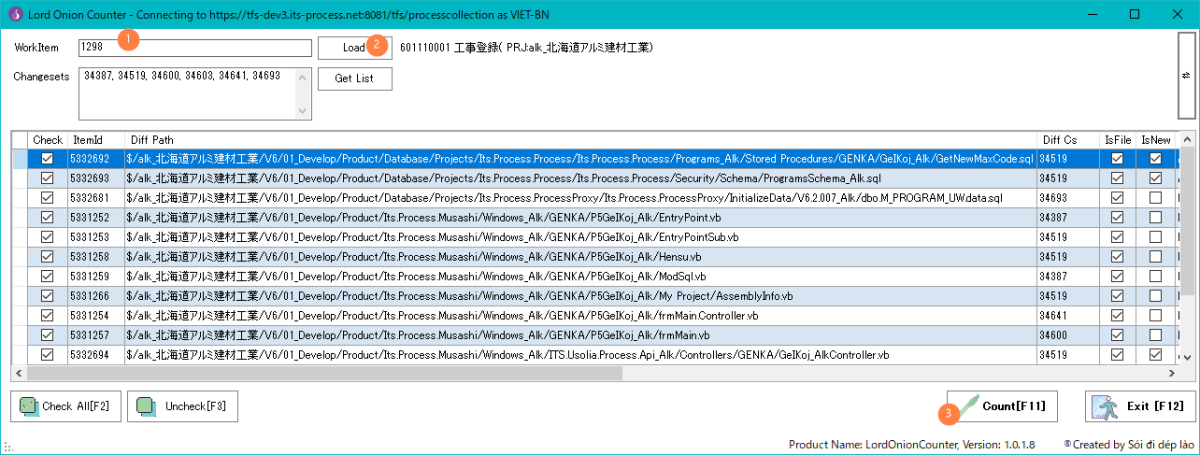 Lord Onion Counter - Connecting to https://tfs-dev3.its-process.net:8081/tfs/processcollection as VIET-BN
WorkItem 1298 1 Load 2 601110001 工事登録( PRJ:alk_北海道アルミ建材工業)
Changesets 34387, 34519, 34600, 34603, 34641, 34693 Get List
Check ItemId Diff Path Diff Cs IsFile IsNew
5332692 $/alk_北海道アルミ建材工業/V6/01_Develop/Product/Database/Projects/Its.Process.Process/Its.Process.Process/Programs_Alk/Stored Procedures/GENKA/GeIKoj_Alk/GetNewMaxCode.sql 34519
5332693 $/alk_北海道アルミ建材工業/V6/01_Develop/Product/Database/Projects/Its.Process.Process/Its.Process.Process/Security/Schema/ProgramsSchema_Alk.sql 34519
5332681 $/alk_北海道アルミ建材工業/V6/01_Develop/Product/Its.Process.ProcessProxy/Its.Process.ProcessProxy/InitializeData/V6.2.007_Alk/dbo.M_PROGRAM_UW.data.sql 34693
5331252 $/alk_北海道アルミ建材工業/V6/01_Develop/Product/Its.Process.Musashi/Windows_Alk/GENKA/P5GeIKoj_Alk/EntryPoint.vb 34387
5331253 $/alk_北海道アルミ建材工業/V6/01_Develop/Product/Its.Process.Musashi/Windows_Alk/GENKA/P5GeIKoj_Alk/EntryPointSub.vb 34387
5331258 $/alk_北海道アルミ建材工業/V6/01_Develop/Product/Its.Process.Musashi/Windows_Alk/GENKA/P5GeIKoj_Alk/Hensu.vb 34519
5331259 $/alk_北海道アルミ建材工業/V6/01_Develop/Product/Its.Process.Musashi/Windows_Alk/GENKA/P5GeIKoj_Alk/ModSql.vb 34387
5331266 $/alk_北海道アルミ建材工業/V6/01_Develop/Product/Its.Process.Musashi/Windows_Alk/GENKA/P5GeIKoj_Alk/My Project/AssemblyInfo.vb 34519
5331254 $/alk_北海道アルミ建材工業/V6/01_Develop/Product/Its.Process.Musashi/Windows_Alk/GENKA/P5GeIKoj_Alk/frmMain.Controller.vb 34641
5331257 $/alk_北海道アルミ建材工業/V6/01_Develop/Product/Its.Process.Musashi/Windows_Alk/GENKA/P5GeIKoj_Alk/frmMain.vb 34600
5332694 $/alk_北海道アルミ建材工業/V6/01_Develop/Product/Its.Process.Musashi/Windows_Alk/ITS.Usolia.Process.Api_Alk/Controllers/GENKA/GeIKoj_AlkController.vb 34519
Check All[F2] Uncheck[F3] 3 Count[F11] Exit [F12]
Product Name: LordOnionCounter, Version: 1.0.1.8 ® Created by Sói đi dép lào